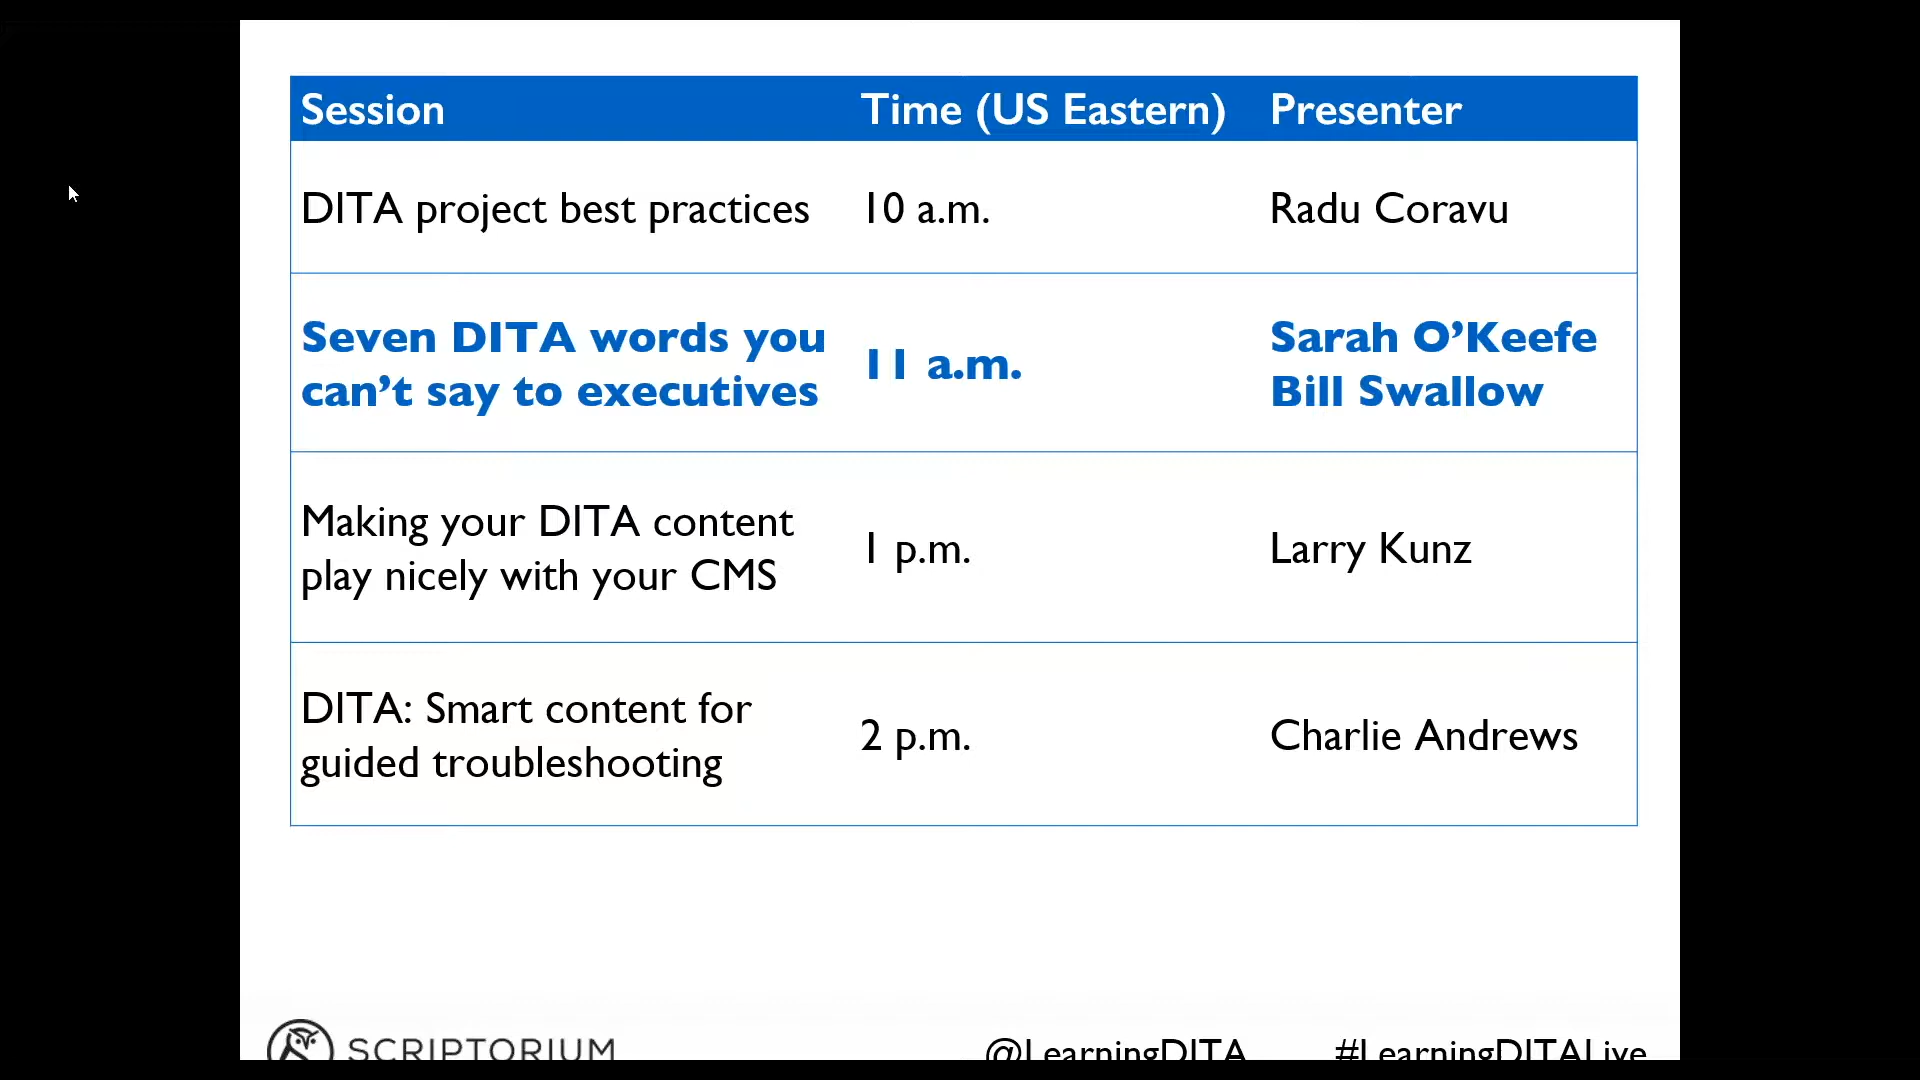 Session Time (US Eastern) Presenter
DITA project best practices 10 a.m. Radu Coravu
Seven DITA words you
can’t say to executives
11 a.m.
Sarah O’Keefe
Bill Swallow
Making your DITA content
play nicely with your CMS
1 p.m.
Larry Kunz
DITA: Smart content for
guided troubleshooting
2 p.m.
Charlie Andrews
SCRIPTORIUM @LearningDITA #LearningDITALive